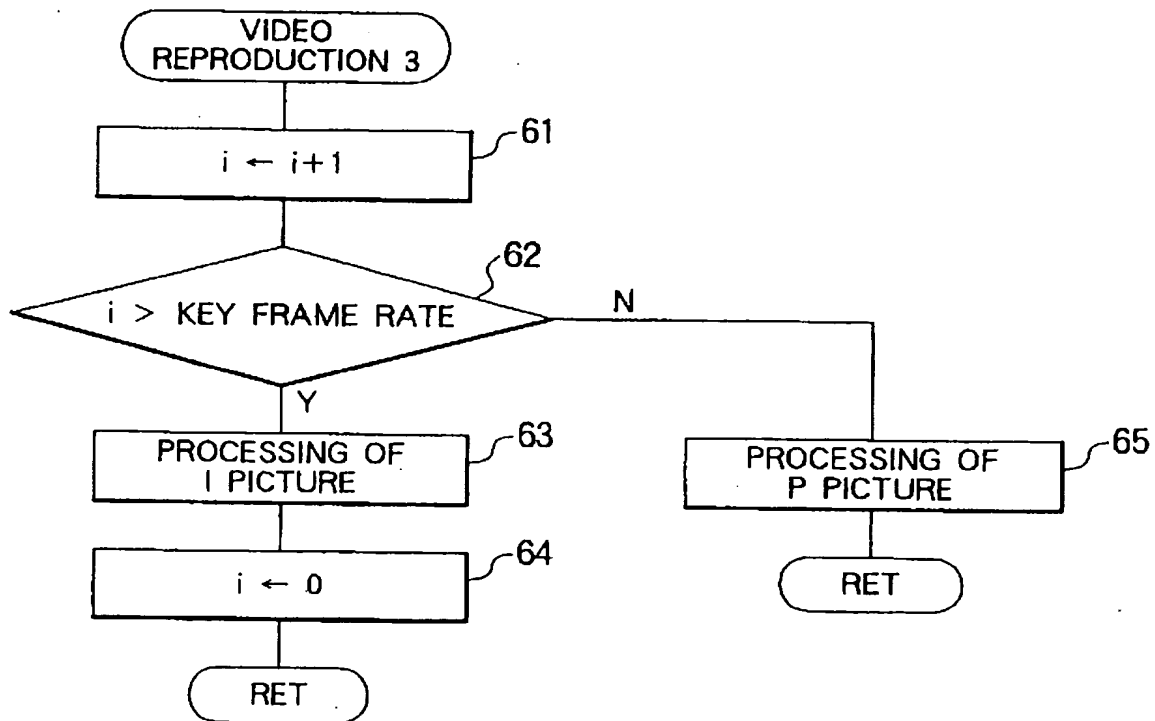 VIDEO
REPRODUCTION 3
61
i ← i+1
62
i > KEY FRAME RATE
N
Y
63
PROCESSING OF
I PICTURE
65
PROCESSING OF
P PICTURE
64
i ← 0
RET
RET